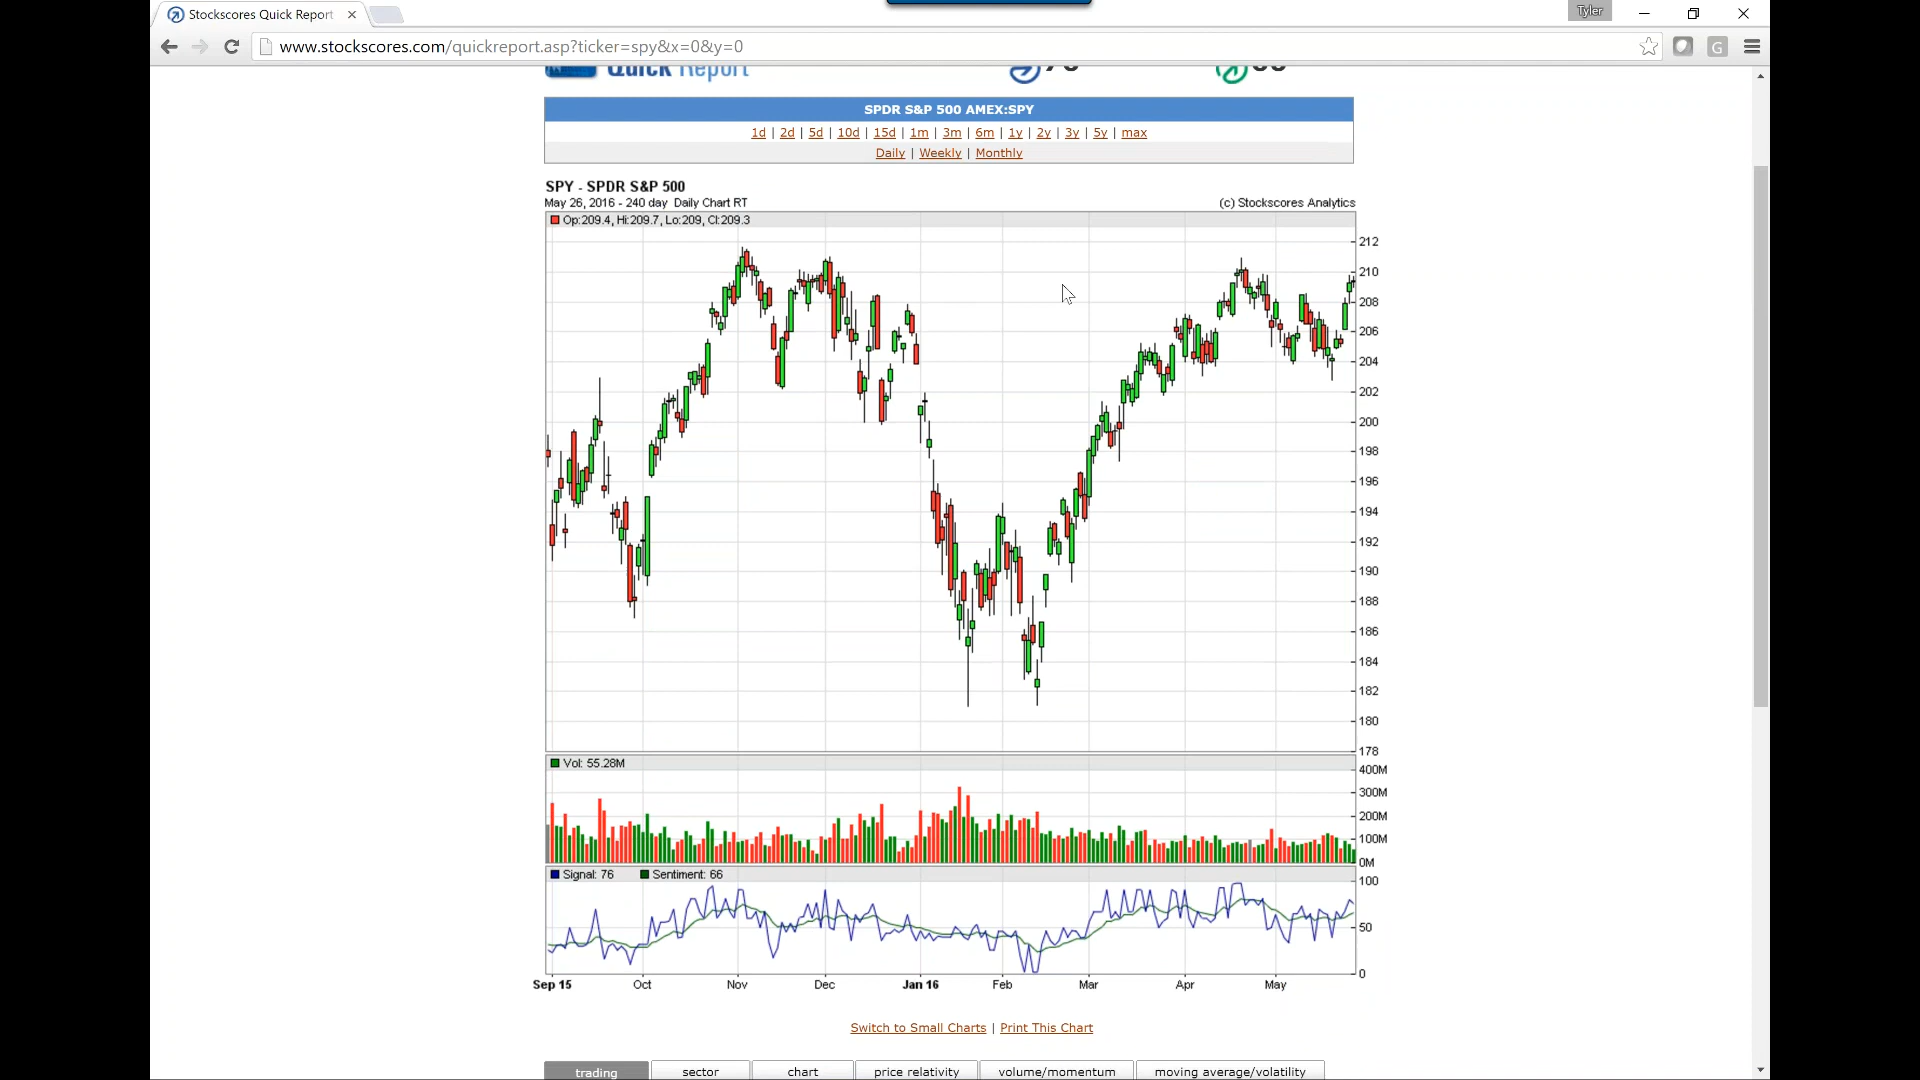 Stockscores Quick Report
Tyler
www.stockscores.com/quickreport.asp?ticker=spy&x=0&y=0
G
Quick Report
SPDR S&P 500 AMEX:SPY
1d | 2d | 5d | 10d | 15d | 1m | 3m | 6m | 1y | 2y | 3y | 5y | max
Daily | Weekly | Monthly
SPY - SPDR S&P 500
May 26, 2016 - 240 day Daily Chart RT
(c) Stockscores Analytics
Op:209.4, Hi:209.7, Lo:209, Cl:209.3
212
210
208
206
204
202
200
198
196
194
192
190
188
186
184
182
180
178
Vol: 55.28M
400M
300M
200M
100M
0M
Signal: 76 Sentiment: 66
100
50
0
Sep 15 Oct Nov Dec Jan 16 Feb Mar Apr May
Switch to Small Charts | Print This Chart
trading sector chart price relativity volume/momentum moving average/volatility